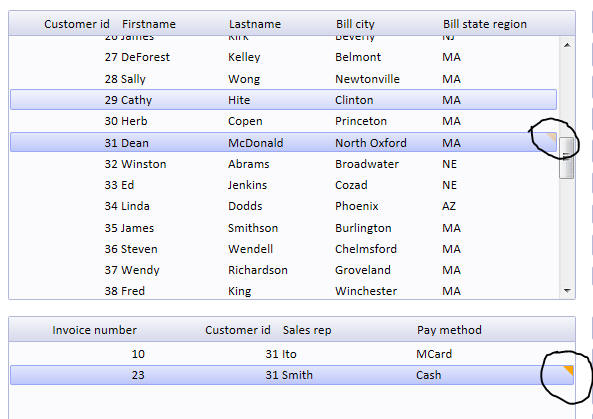 Customer id Firstname Lastname Bill city Bill state region
26 James Kirk Beverly NJ
27 DeForest Kelley Belmont MA
28 Sally Wong Newtonville MA
29 Cathy Hite Clinton MA
30 Herb Copen Princeton MA
31 Dean McDonald North Oxford MA
32 Winston Abrams Broadwater NE
33 Ed Jenkins Cozad NE
34 Linda Dodds Phoenix AZ
35 James Smithson Burlington MA
36 Steven Wendell Chelmsford MA
37 Wendy Richardson Groveland MA
38 Fred King Winchester MA
Invoice number Customer id Sales rep Pay method
10 31 Ito MCard
23 31 Smith Cash